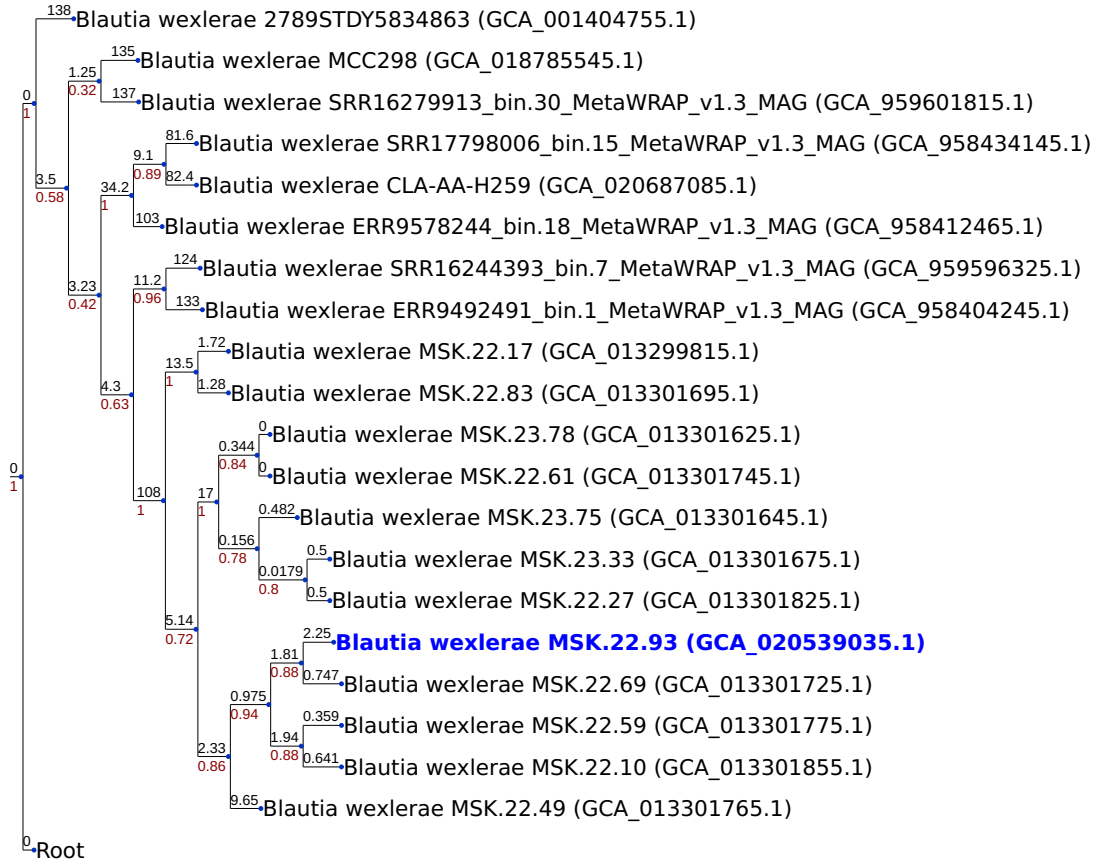 138 Blautia wexlerae 2789STDY5834863 (GCA_001404755.1)
135 Blautia wexlerae MCC298 (GCA_018785545.1)
1.25
0.32
0
1
137 Blautia wexlerae SRR16279913_bin.30_MetaWRAP_v1.3_MAG (GCA_959601815.1)
81.6 Blautia wexlerae SRR17798006_bin.15_MetaWRAP_v1.3_MAG (GCA_958434145.1)
9.1
0.89
3.5
0.58
82.4 Blautia wexlerae CLA-AA-H259 (GCA_020687085.1)
34.2
1
103 Blautia wexlerae ERR9578244_bin.18_MetaWRAP_v1.3_MAG (GCA_958412465.1)
124 Blautia wexlerae SRR16244393_bin.7_MetaWRAP_v1.3_MAG (GCA_959596325.1)
3.23
0.42
11.2
0.96
133 Blautia wexlerae ERR9492491_bin.1_MetaWRAP_v1.3_MAG (GCA_958404245.1)
1.72 Blautia wexlerae MSK.22.17 (GCA_013299815.1)
13.5
1
1.28 Blautia wexlerae MSK.22.83 (GCA_013301695.1)
4.3
0.63
0 Blautia wexlerae MSK.23.78 (GCA_013301625.1)
0.344
0.84
0 Blautia wexlerae MSK.22.61 (GCA_013301745.1)
0
1
108
1
17
1
0.482 Blautia wexlerae MSK.23.75 (GCA_013301645.1)
0.156
0.78
0.5 Blautia wexlerae MSK.23.33 (GCA_013301675.1)
0.0179
0.8
0.5 Blautia wexlerae MSK.22.27 (GCA_013301825.1)
5.14
0.72
2.25 Blautia wexlerae MSK.22.93 (GCA_020539035.1)
1.81
0.88
0.747 Blautia wexlerae MSK.22.69 (GCA_013301725.1)
0.975
0.94
0.359 Blautia wexlerae MSK.22.59 (GCA_013301775.1)
1.94
0.88
2.33
0.86
0.641 Blautia wexlerae MSK.22.10 (GCA_013301855.1)
9.65 Blautia wexlerae MSK.22.49 (GCA_013301765.1)
0 Root